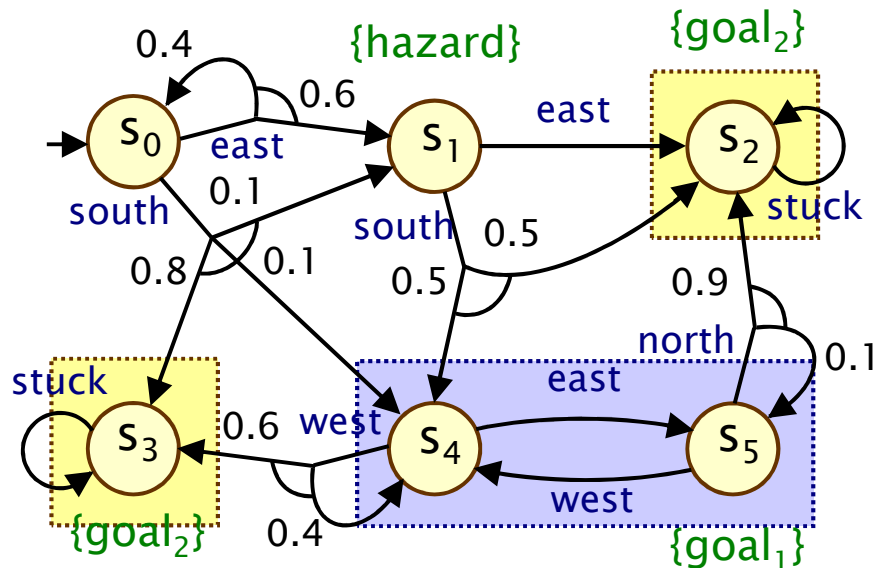 {goal₂}
{hazard}
0.4
0.6
s₀
s₁
east
s₂
east
0.1
south
south
0.5
stuck
0.8
0.1
0.5
0.9
north
0.1
stuck
east
0.6
west
s₃
s₄
s₅
west
{goal₂}
0.4
{goal₁}